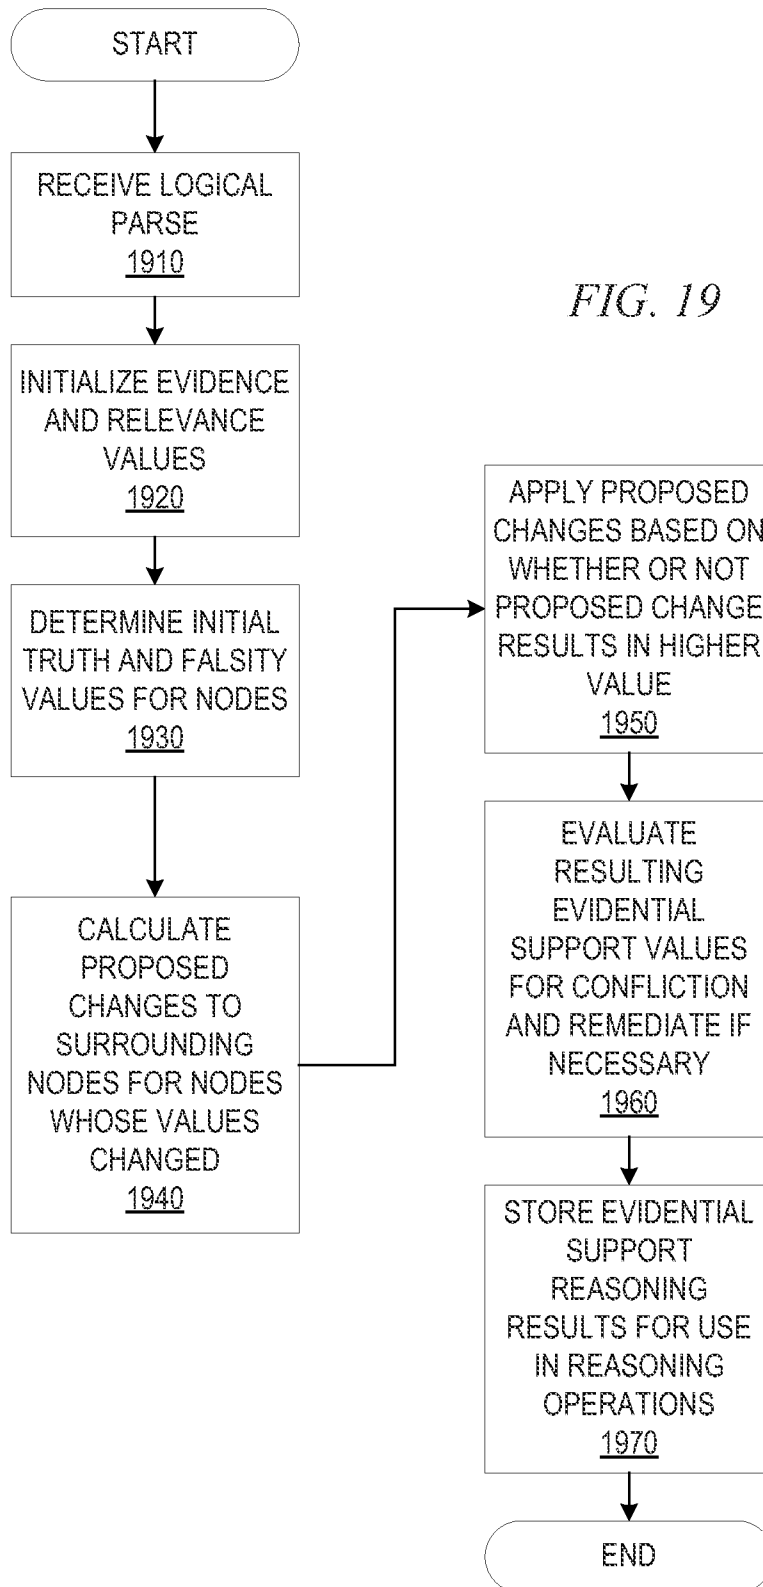 START
RECEIVE LOGICAL
PARSE
1910
INITIALIZE EVIDENCE
AND RELEVANCE
VALUES
1920
DETERMINE INITIAL
TRUTH AND FALSITY
VALUES FOR NODES
1930
CALCULATE
PROPOSED
CHANGES TO
SURROUNDING
NODES FOR NODES
WHOSE VALUES
CHANGED
1940
FIG. 19
APPLY PROPOSED
CHANGES BASED ON
WHETHER OR NOT
PROPOSED CHANGE
RESULTS IN HIGHER
VALUE
1950
EVALUATE
RESULTING
EVIDENTIAL
SUPPORT VALUES
FOR CONFLICTION
AND REMEDIATE IF
NECESSARY
1960
STORE EVIDENTIAL
SUPPORT
REASONING
RESULTS FOR USE
IN REASONING
OPERATIONS
1970
END